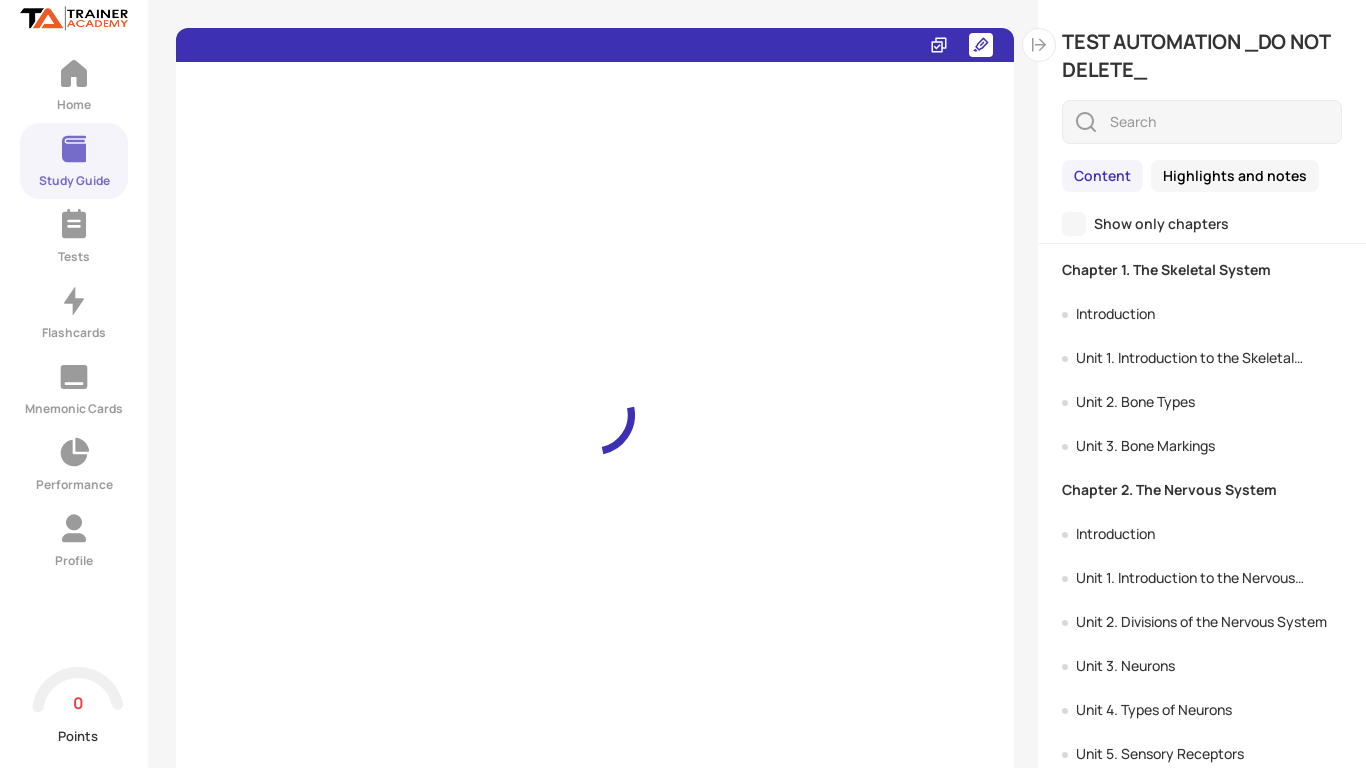 TRAINER
ACADEMY
Home
Study Guide
Tests
Flashcards
Mnemonic Cards
Performance
Profile
0
Points
TEST AUTOMATION _DO NOT
DELETE_
Search
Content
Highlights and notes
Show only chapters
Chapter 1. The Skeletal System
Introduction
Unit 1. Introduction to the Skeletal...
Unit 2. Bone Types
Unit 3. Bone Markings
Chapter 2. The Nervous System
Introduction
Unit 1. Introduction to the Nervous...
Unit 2. Divisions of the Nervous System
Unit 3. Neurons
Unit 4. Types of Neurons
Unit 5. Sensory Receptors